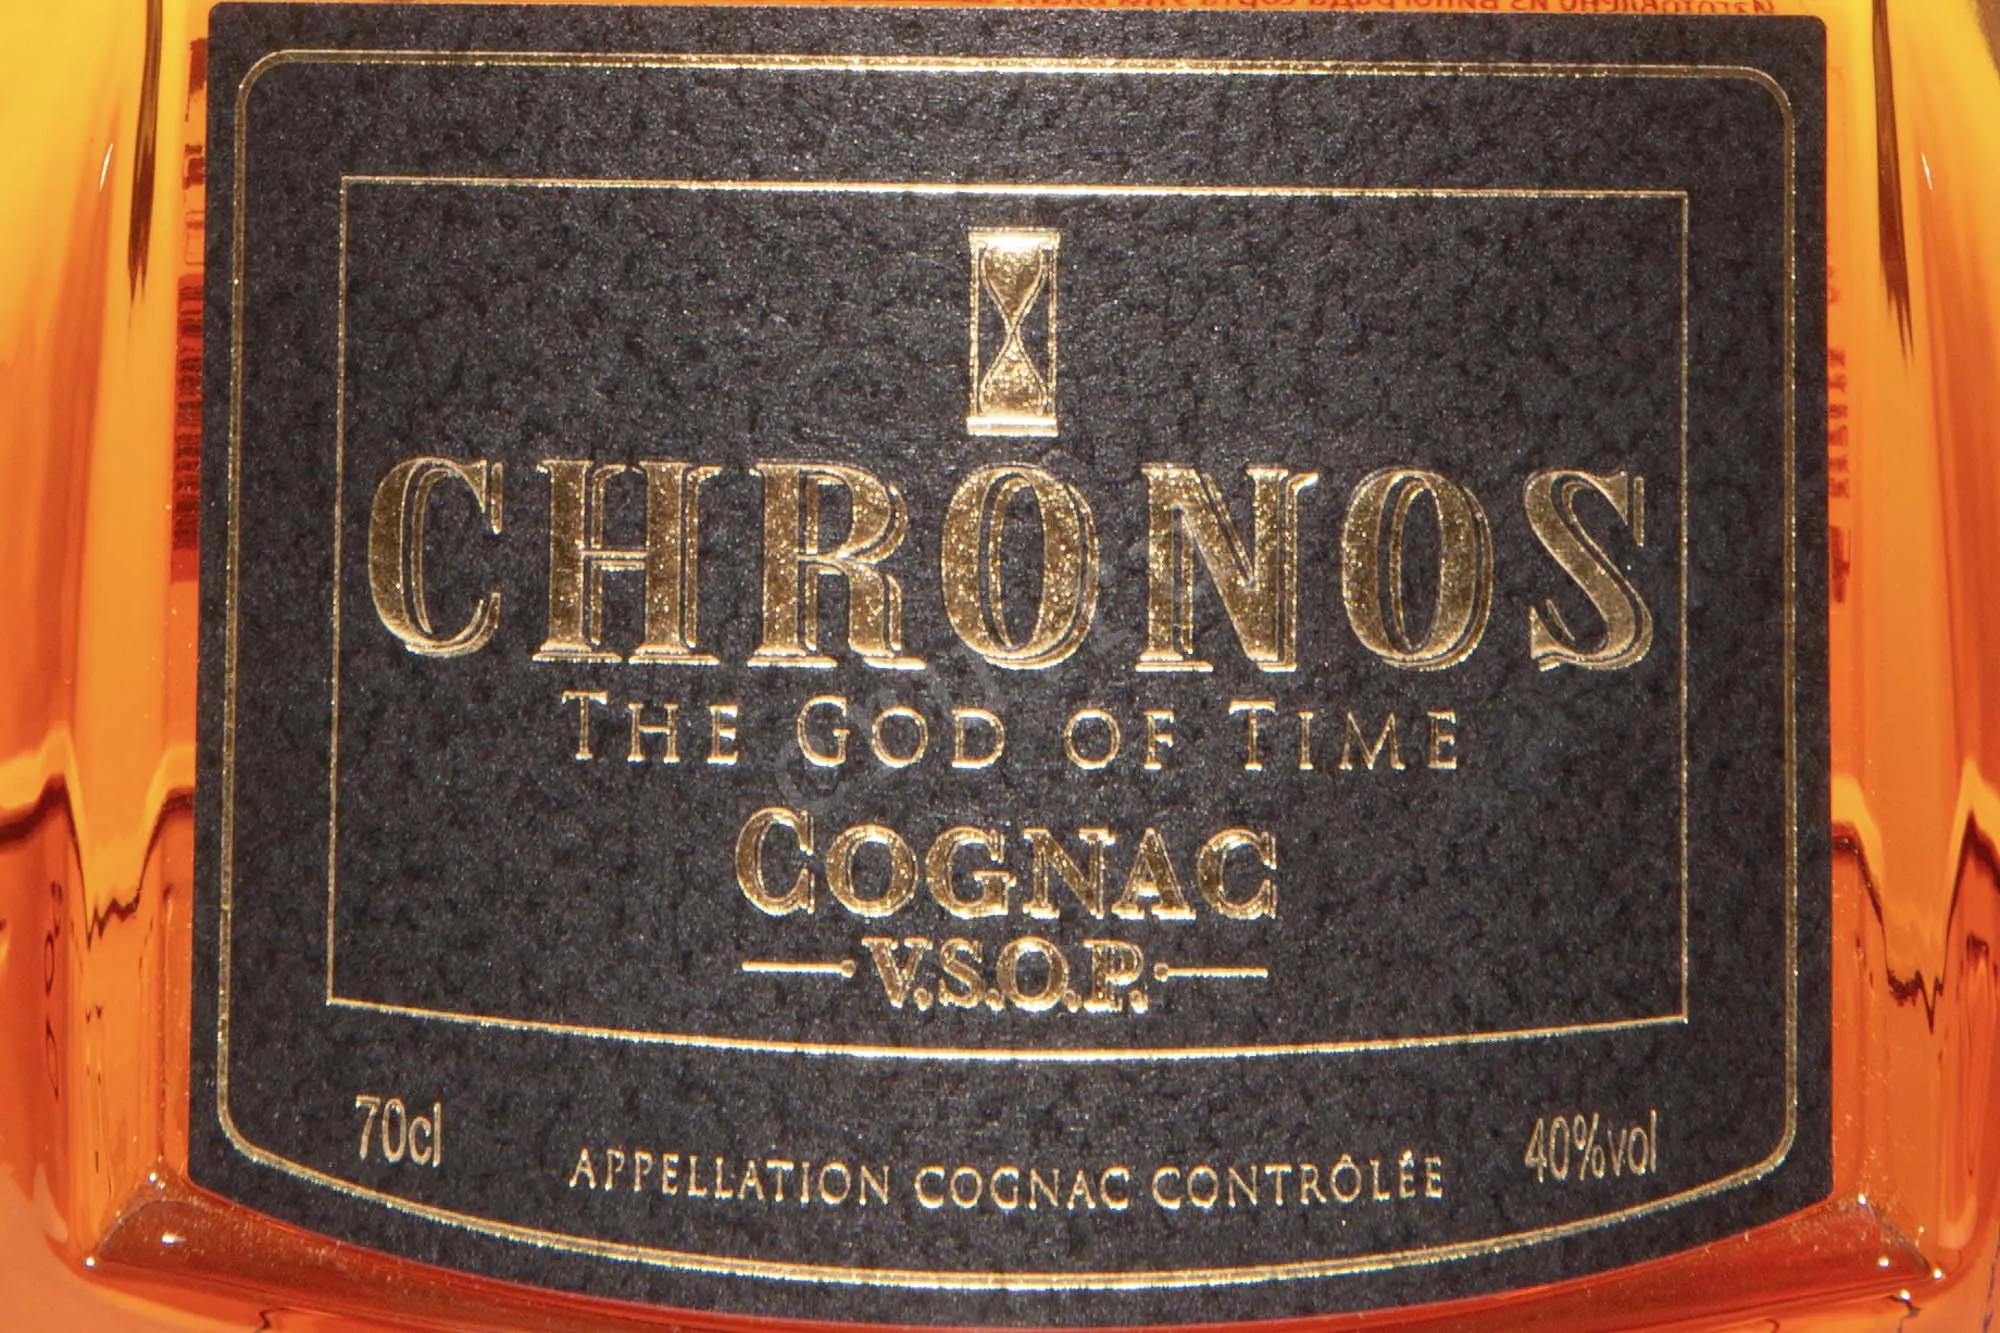 CHRONOS
THE GOD OF TIME
COGNAC
V.S.O.P.
70cl
APPELLATION COGNAC CONTRÔLÉE
40%vol